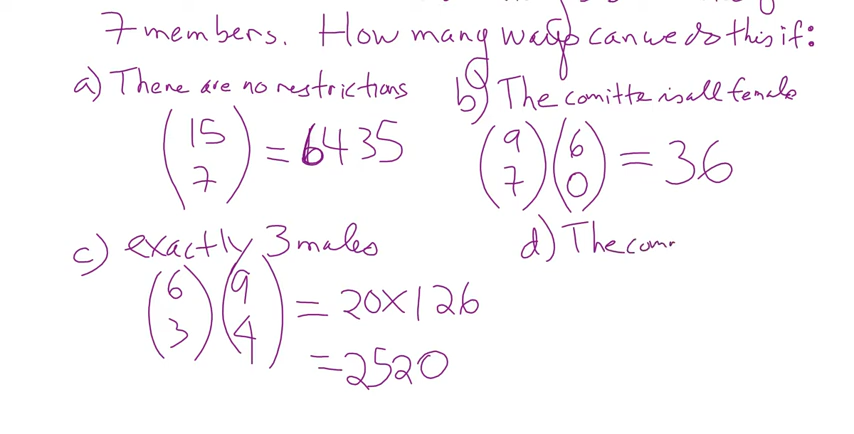 7 members. How many ways can we do this if:
a) There are no restrictions
(15 7) = 6435
b) The comitte is all female
(9 7)(6 0) = 36
c) exactly 3 males
(6 3)(9 4) = 20 × 126
= 2520
d) The com